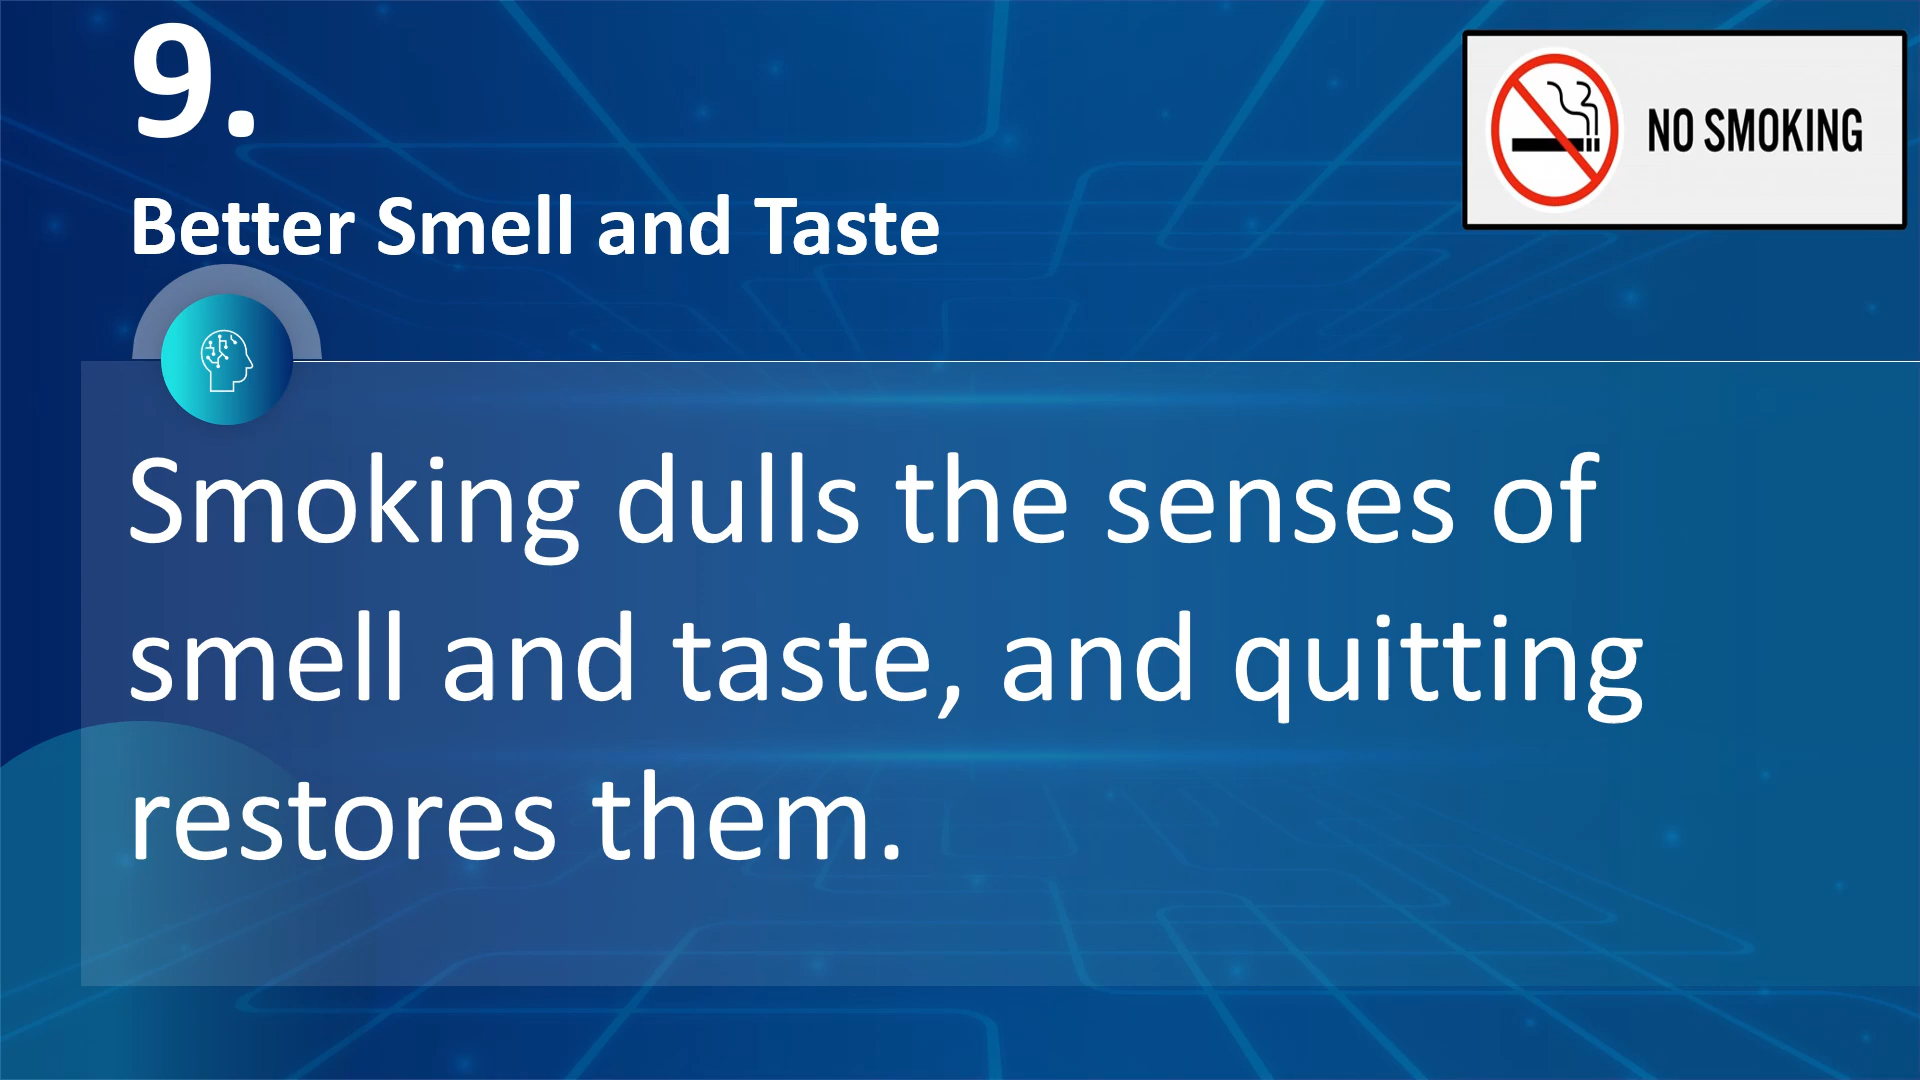 9.
NO SMOKING
Better Smell and Taste
Smoking dulls the senses of
smell and taste, and quitting
restores them.